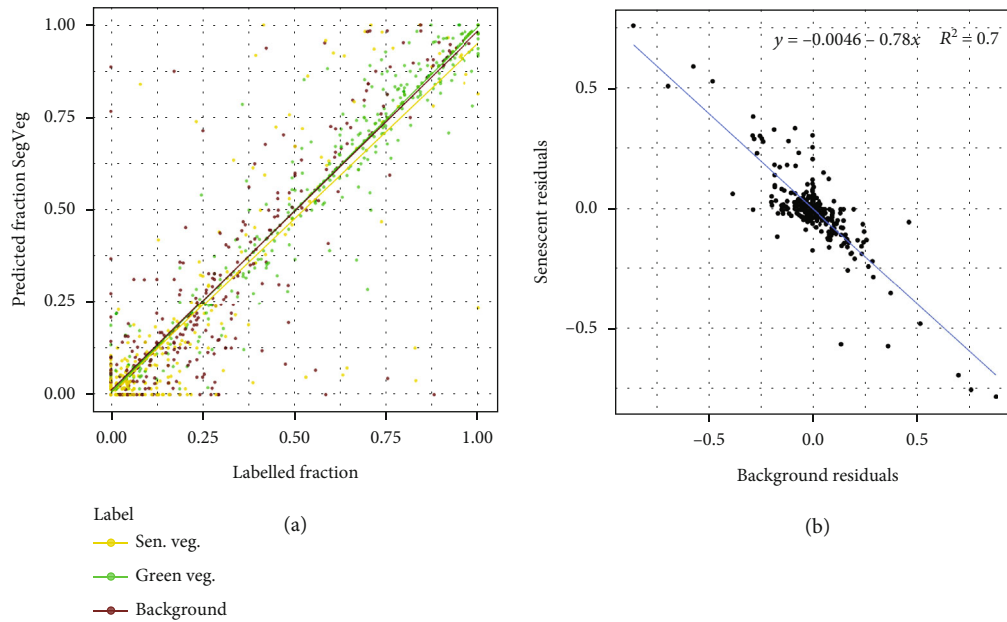 Predicted fraction SegVeg
1.00
0.75
0.50
0.25
0.00
0.00 0.25 0.50 0.75 1.00
Labelled fraction
Label
Sen. veg.
Green veg.
Background
(a)
y = –0.0046 – 0.78x R² = 0.7
Senescent residuals
0.5
0.0
–0.5
–0.5 0.0 0.5
Background residuals
(b)